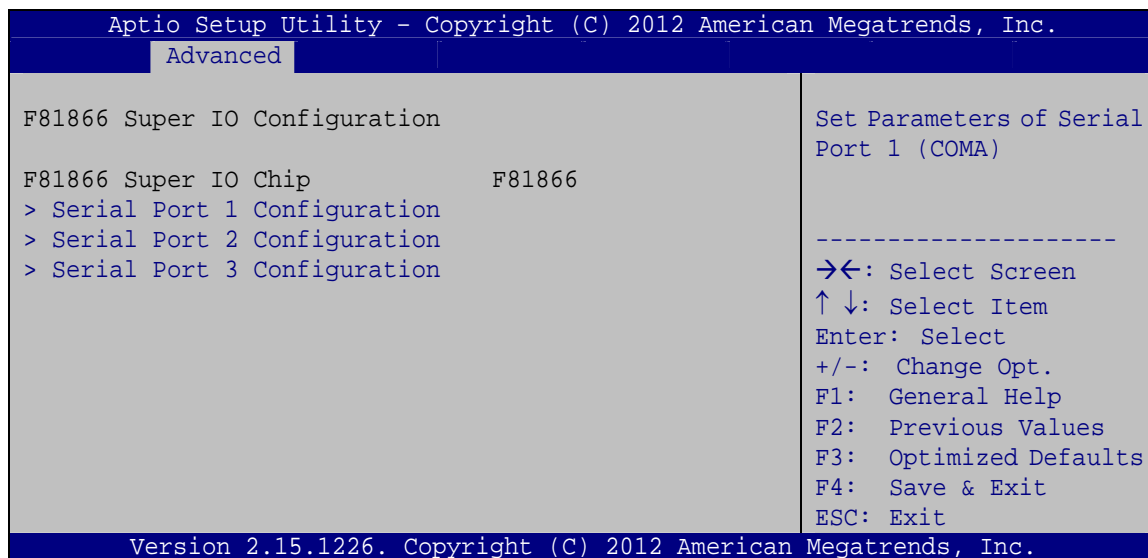 Aptio Setup Utility – Copyright (C) 2012 American Megatrends, Inc.
Advanced
F81866 Super IO Configuration
F81866 Super IO Chip F81866
> Serial Port 1 Configuration
> Serial Port 2 Configuration
> Serial Port 3 Configuration
Set Parameters of Serial
Port 1 (COMA)
---------------------
→←: Select Screen
↑ ↓: Select Item
Enter: Select
+/-: Change Opt.
F1: General Help
F2: Previous Values
F3: Optimized Defaults
F4: Save & Exit
ESC: Exit
Version 2.15.1226. Copyright (C) 2012 American Megatrends, Inc.